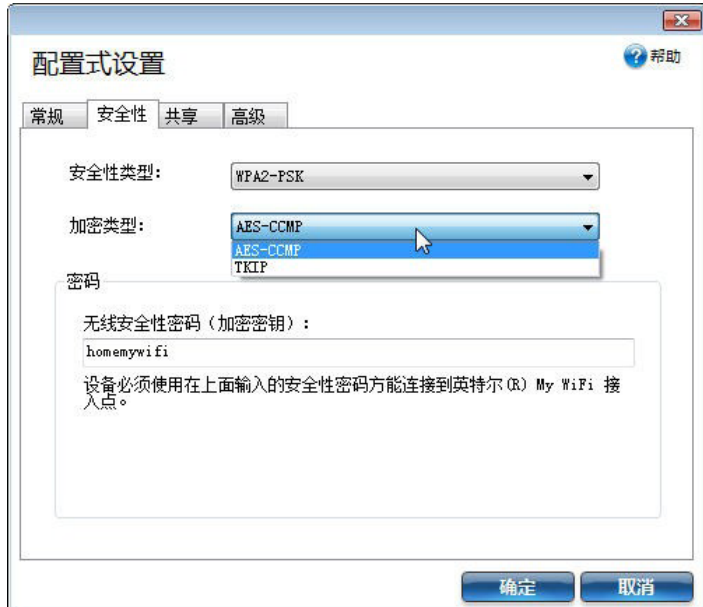 配置式设置
帮助
常规
安全性
共享
高级
安全性类型:
WPA2-PSK
加密类型:
AES-CCMP
AES-CCMP
TKIP
密码
无线安全性密码(加密密钥):
homemywifi
设备必须使用在上面输入的安全性密码方能连接到英特尔(R) My WiFi 接
入点。
确定
取消